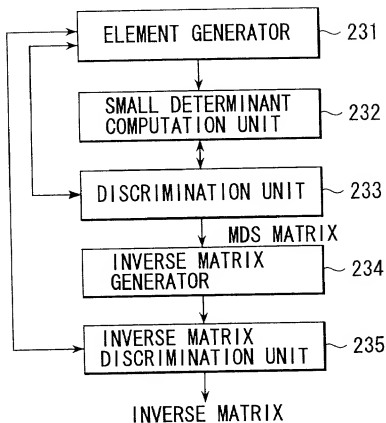 ELEMENT GENERATOR
231
SMALL DETERMINANT
COMPUTATION UNIT
232
DISCRIMINATION UNIT
233
MDS MATRIX
INVERSE MATRIX
GENERATOR
234
INVERSE MATRIX
DISCRIMINATION UNIT
235
INVERSE MATRIX